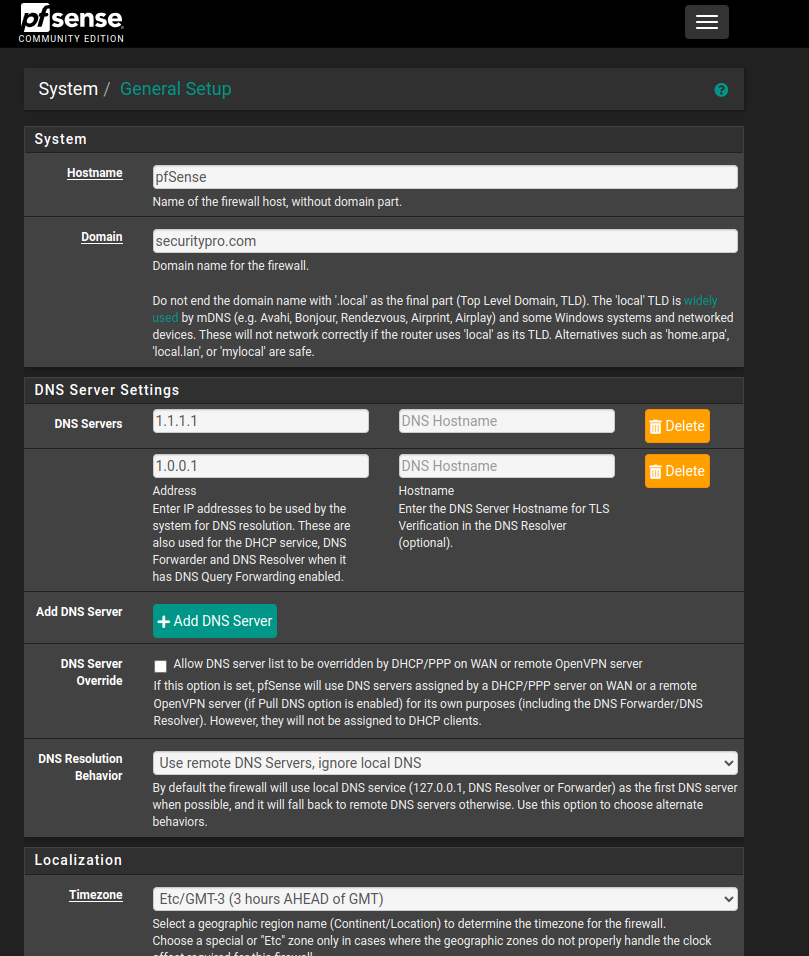 pfsense
COMMUNITY EDITION
System / General Setup
System
Hostname
pfSense
Name of the firewall host, without domain part.
Domain
securitypro.com
Domain name for the firewall.
Do not end the domain name with '.local' as the final part (Top Level Domain, TLD). The 'local' TLD is widely
used by mDNS (e.g. Avahi, Bonjour, Rendezvous, Airprint, Airplay) and some Windows systems and networked
devices. These will not network correctly if the router uses 'local' as its TLD. Alternatives such as 'home.arpa',
'local.lan', or 'mylocal' are safe.
DNS Server Settings
DNS Servers
1.1.1.1
DNS Hostname
Delete
1.0.0.1
DNS Hostname
Delete
Address
Enter IP addresses to be used by the
system for DNS resolution. These are
also used for the DHCP service, DNS
Forwarder and DNS Resolver when it
has DNS Query Forwarding enabled.
Hostname
Enter the DNS Server Hostname for TLS
Verification in the DNS Resolver
(optional).
Add DNS Server
Add DNS Server
DNS Server
Override
Allow DNS server list to be overridden by DHCP/PPP on WAN or remote OpenVPN server
If this option is set, pfSense will use DNS servers assigned by a DHCP/PPP server on WAN or a remote
OpenVPN server (if Pull DNS option is enabled) for its own purposes (including the DNS Forwarder/DNS
Resolver). However, they will not be assigned to DHCP clients.
DNS Resolution
Behavior
Use remote DNS Servers, ignore local DNS
By default the firewall will use local DNS service (127.0.0.1, DNS Resolver or Forwarder) as the first DNS server
when possible, and it will fall back to remote DNS servers otherwise. Use this option to choose alternate
behaviors.
Localization
Timezone
Etc/GMT-3 (3 hours AHEAD of GMT)
Select a geographic region name (Continent/Location) to determine the timezone for the firewall.
Choose a special or "Etc" zone only in cases where the geographic zones do not properly handle the clock